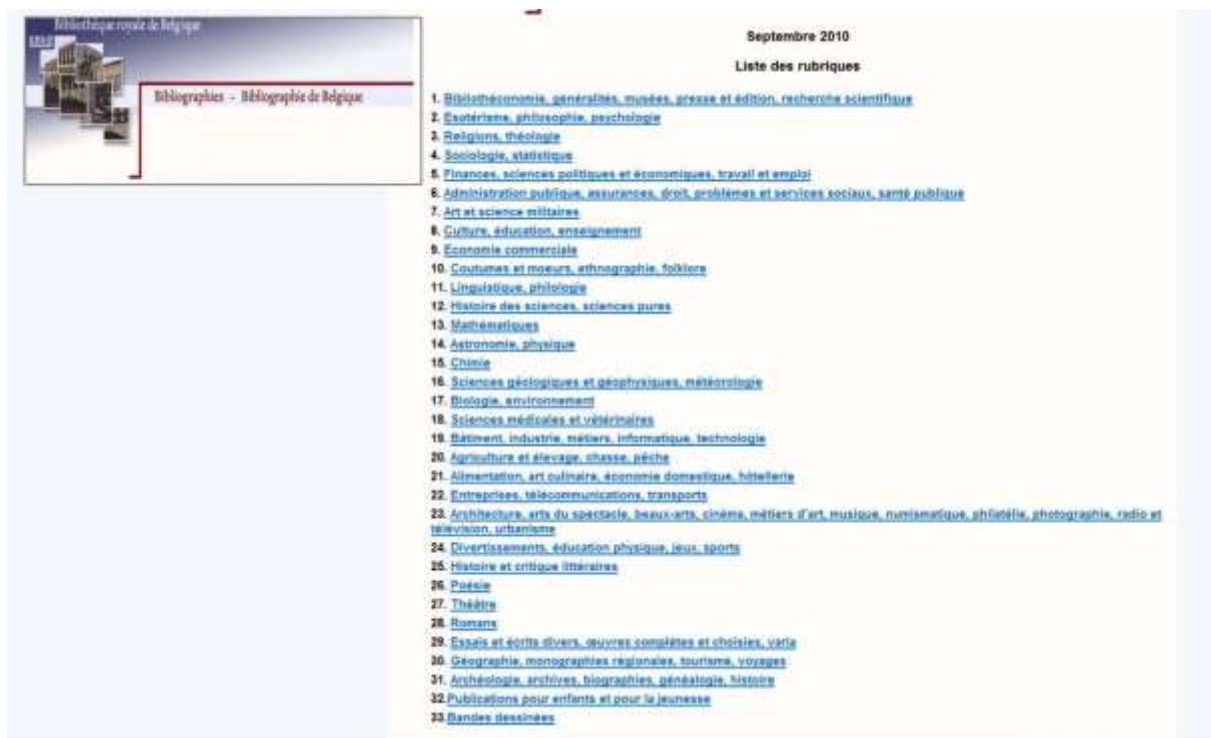 Bibliothèque royale de Belgique
Bibliographies - Bibliographie de Belgique
Septembre 2010
Liste des rubriques
1. Bibliothéconomie, généralités, musées, presse et édition, recherche scientifique
2. Esotérisme, philosophie, psychologie
3. Religions, théologie
4. Sociologie, statistique
5. Finances, sciences politiques et économiques, travail et emploi
6. Administration publique, assurances, droit, problèmes et services sociaux, santé publique
7. Art et science militaires
8. Culture, éducation, enseignement
9. Economie commerciale
10. Coutumes et moeurs, ethnographie, folklore
11. Linguistique, philologie
12. Histoire des sciences, sciences pures
13. Mathématiques
14. Astronomie, physique
15. Chimie
16. Sciences géologiques et géophysiques, météorologie
17. Biologie, environnement
18. Sciences médicales et vétérinaires
19. Bâtiment, industrie, métiers, informatique, technologie
20. Agriculture et élevage, chasse, pêche
21. Alimentation, art culinaire, économie domestique, hôtellerie
22. Entreprises, télécommunications, transports
23. Architecture, arts du spectacle, beaux-arts, cinéma, métiers d'art, musique, numismatique, philatélie, photographie, radio et
télévision, urbanisme
24. Divertissements, éducation physique, jeux, sports
25. Histoire et critique littéraires
26. Poésie
27. Théâtre
28. Romans
29. Essais et écrits divers, œuvres complètes et choisies, varia
30. Géographie, monographies régionales, tourisme, voyages
31. Archéologie, archives, biographies, généalogie, histoire
32.Publications pour enfants et pour la jeunesse
33.Bandes dessinées